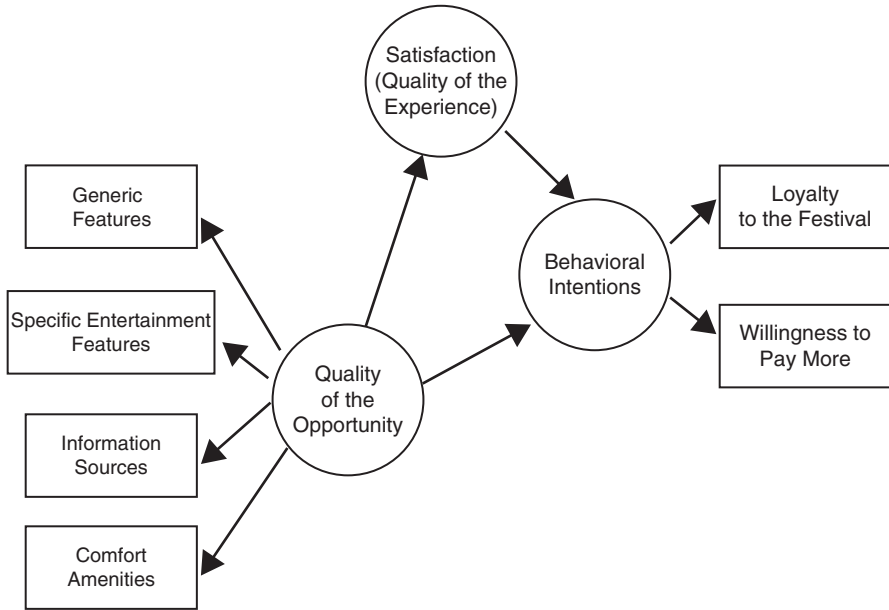 Satisfaction
(Quality of the
Experience)
Generic
Features
Loyalty
to the Festival
Behavioral
Intentions
Specific Entertainment
Features
Willingness to
Pay More
Quality
of the
Opportunity
Information
Sources
Comfort
Amenities